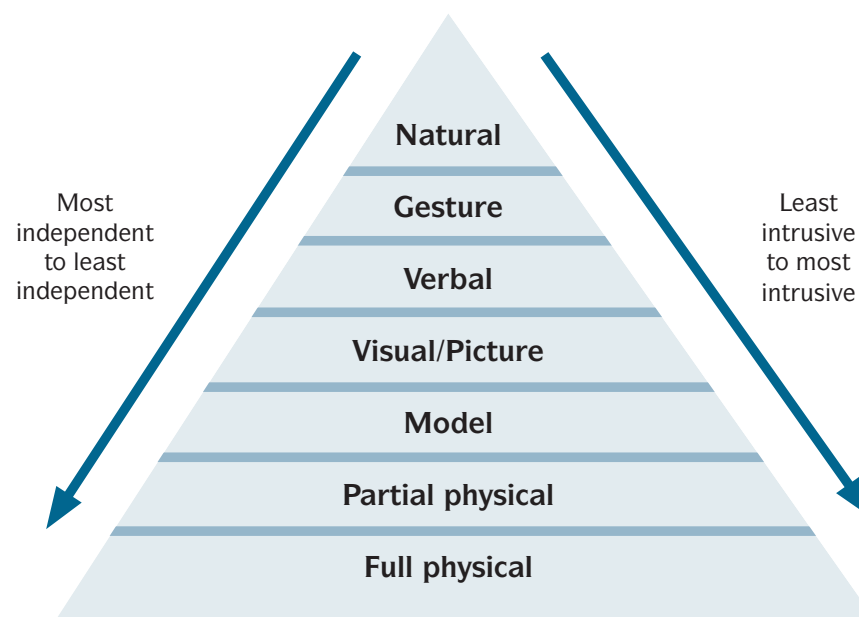 Natural
Gesture
Verbal
Visual/Picture
Model
Partial physical
Full physical
Most
independent
to least
independent
Least
intrusive
to most
intrusive